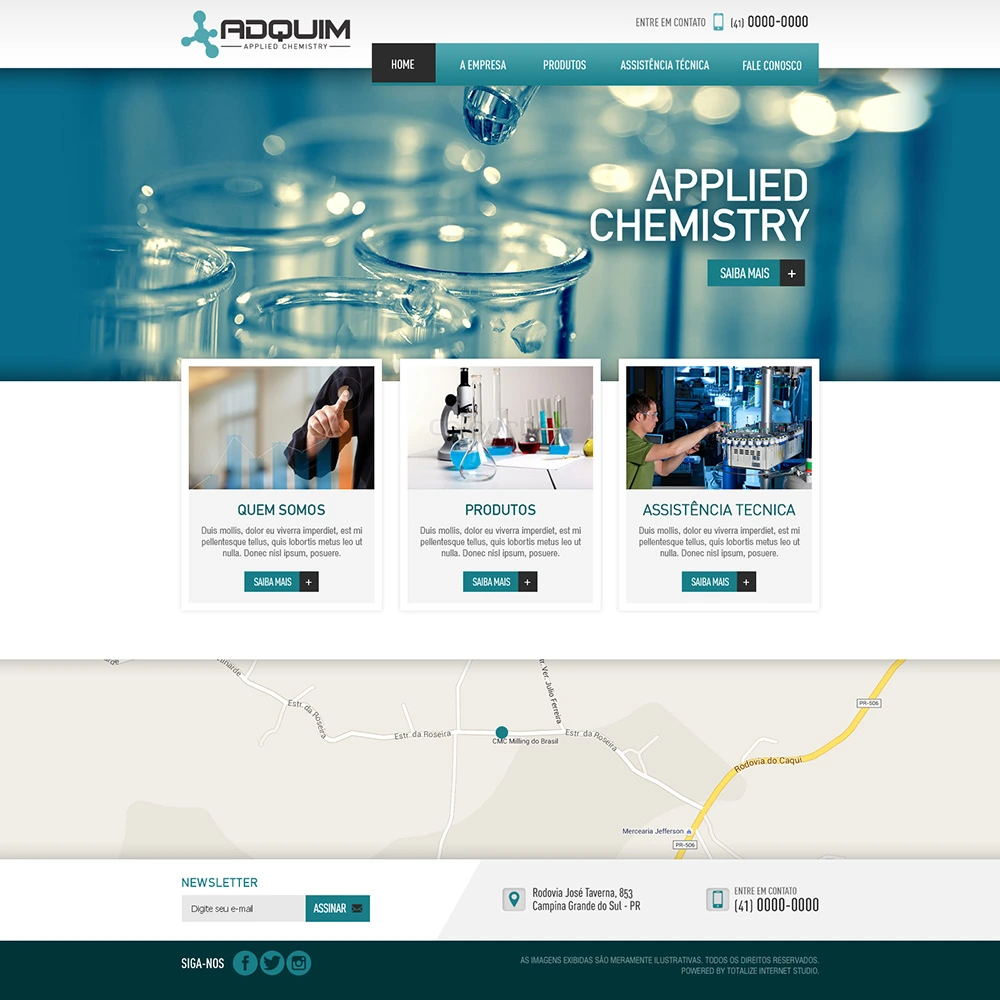 ADQUIM
APPLIED CHEMISTRY
ENTRE EM CONTATO (41) 0000-0000
HOME A EMPRESA PRODUTOS ASSISTÊNCIA TÉCNICA FALE CONOSCO
APPLIED
CHEMISTRY
SAIBA MAIS +
QUEM SOMOS
Duis mollis, dolor eu viverra imperdiet, est mi
pellentesque tellus, quis lobortis metus leo ut
nulla. Donec nisl ipsum, posuere.
SAIBA MAIS +
PRODUTOS
Duis mollis, dolor eu viverra imperdiet, est mi
pellentesque tellus, quis lobortis metus leo ut
nulla. Donec nisl ipsum, posuere.
SAIBA MAIS +
ASSISTÊNCIA TECNICA
Duis mollis, dolor eu viverra imperdiet, est mi
pellentesque tellus, quis lobortis metus leo ut
nulla. Donec nisl ipsum, posuere.
SAIBA MAIS +
Estr. da Roseira
Estr. da Roseira
tr. Ver. Julio Ferreira
CMC Milling do Brasil
Estr. da Roseira
PR-506
Rodovia do Caqui
Mercearia Jefferson
PR-506
NEWSLETTER
Digite seu e-mail
ASSINAR
Rodovia José Taverna, 853
Campina Grande do Sul - PR
ENTRE EM CONTATO
(41) 0000-0000
SIGA-NOS
AS IMAGENS EXIBIDAS SÃO MERAMENTE ILUSTRATIVAS. TODOS OS DIREITOS RESERVADOS.
POWERED BY TOTALIZE INTERNET STUDIO.